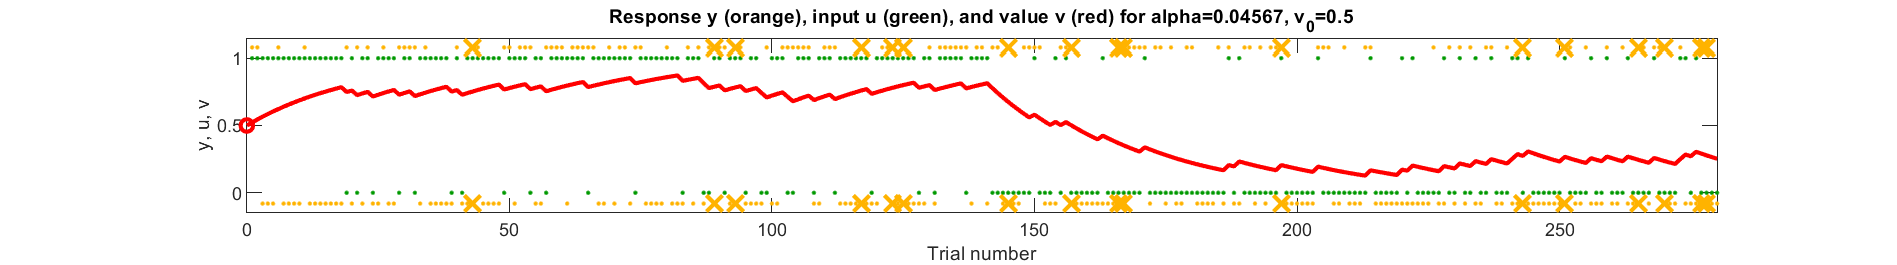 Response y (orange), input u (green), and value v (red) for alpha=0.04567, v0=0.5
y, u, v
1
0.5
0
0 50 100 150 200 250
Trial number